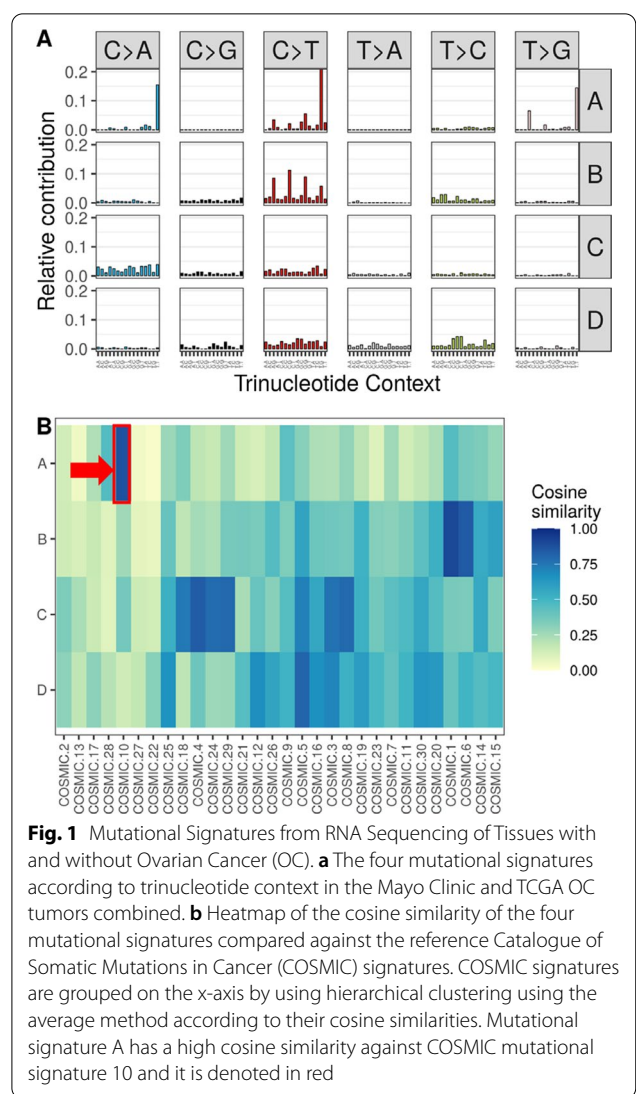 A
C>A C>G C>T T>A T>C T>G
Relative contribution
0.2
0.1
0.0
A
0.2
0.1
0.0
B
0.2
0.1
0.0
C
0.2
0.1
0.0
D
Trinucleotide Context
B
A
B
C
D
Cosine
similarity
1.00
0.75
0.50
0.25
0.00
COSMIC.2
COSMIC.13
COSMIC.17
COSMIC.28
COSMIC.10
COSMIC.27
COSMIC.22
COSMIC.25
COSMIC.18
COSMIC.4
COSMIC.24
COSMIC.29
COSMIC.21
COSMIC.12
COSMIC.26
COSMIC.9
COSMIC.5
COSMIC.16
COSMIC.3
COSMIC.8
COSMIC.19
COSMIC.23
COSMIC.7
COSMIC.11
COSMIC.30
COSMIC.20
COSMIC.1
COSMIC.6
COSMIC.14
COSMIC.15
Fig. 1 Mutational Signatures from RNA Sequencing of Tissues with
and without Ovarian Cancer (OC). a The four mutational signatures
according to trinucleotide context in the Mayo Clinic and TCGA OC
tumors combined. b Heatmap of the cosine similarity of the four
mutational signatures compared against the reference Catalogue of
Somatic Mutations in Cancer (COSMIC) signatures. COSMIC signatures
are grouped on the x-axis by using hierarchical clustering using the
average method according to their cosine similarities. Mutational
signature A has a high cosine similarity against COSMIC mutational
signature 10 and it is denoted in red